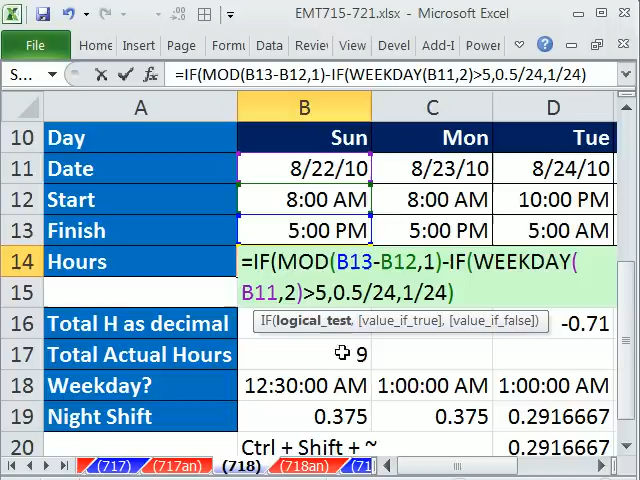 EMT715-721.xlsx - Microsoft Excel
File Home Insert Page Formu Data Review View Devel Add-I Power
S... fx =IF(MOD(B13-B12,1)-IF(WEEKDAY(B11,2)>5,0.5/24,1/24)
A B C D
10 Day Sun Mon Tue
11 Date 8/22/10 8/23/10 8/24/10
12 Start 8:00 AM 8:00 AM 10:00 PM
13 Finish 5:00 PM 5:00 PM 5:00 AM
14 Hours =IF(MOD(B13-B12,1)-IF(WEEKDAY(
15 B11,2)>5,0.5/24,1/24)
IF(logical_test, [value_if_true], [value_if_false])
16 Total H as decimal -0.71
17 Total Actual Hours 9
18 Weekday? 12:30:00 AM 1:00:00 AM 1:00:00 AM
19 Night Shift 0.375 0.375 0.2916667
20 Ctrl + Shift + ~ 0.2916667
(717) (717an) (718) (718an) (71